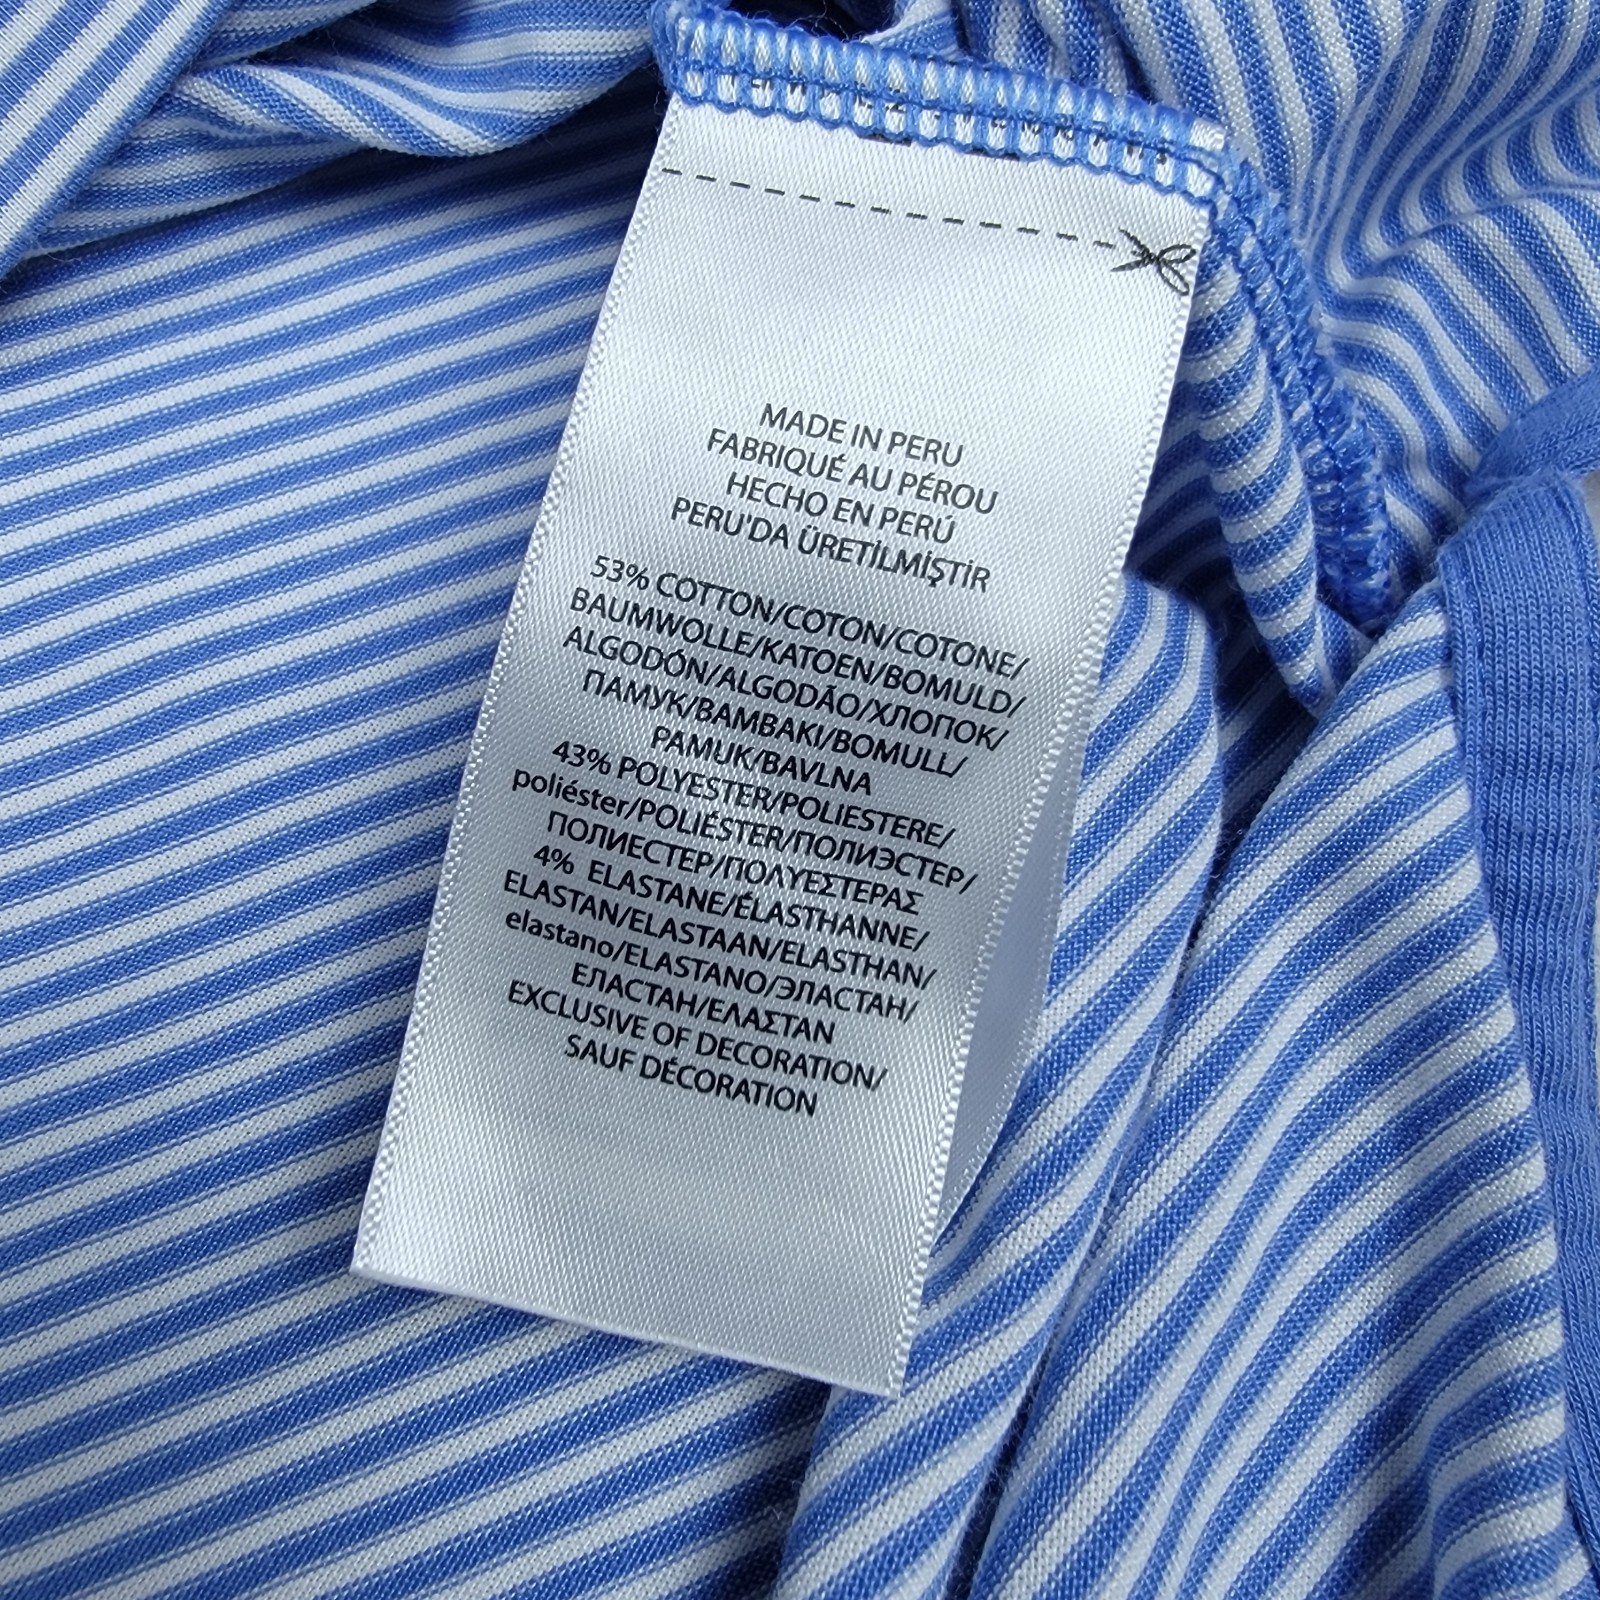 MADE IN PERU
FABRIQUÉ AU PÉROU
HECHO EN PERÚ
PERU'DA ÜRETİLMİŞTİR
53% COTTON/COTON/COTONE/
BAUMWOLLE/KATOEN/BOMULD/
ALGODÓN/ALGODÃO/ХЛОПОК/
ПАМУК/BAMBAKI/BOMULL/
PAMUK/BAVLNA
43% POLYESTER/POLIESTERE/
poliéster/POLIÉSTER/ПОЛИЭСТЕР/
ПОЛИЕСТЕР/ΠΟΛΥΕΣΤΕΡΑΣ
4% ELASTANE/ÉLASTHANNE/
ELASTAN/ELASTAAN/ELASTHAN/
elastano/ELASTANO/ЭЛАСТАН/
ЕЛАСТАН/ΕΛΑΣΤΑΝ
EXCLUSIVE OF DECORATION/
SAUF DÉCORATION